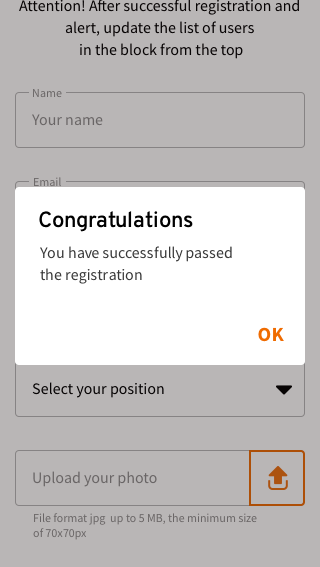 Attention! After successful registration and
alert, update the list of users
in the block from the top
Name
Your name
Email
Congratulations
You have successfully passed
the registration
OK
Select your position
Upload your photo
File format jpg up to 5 MB, the minimum size
of 70x70px